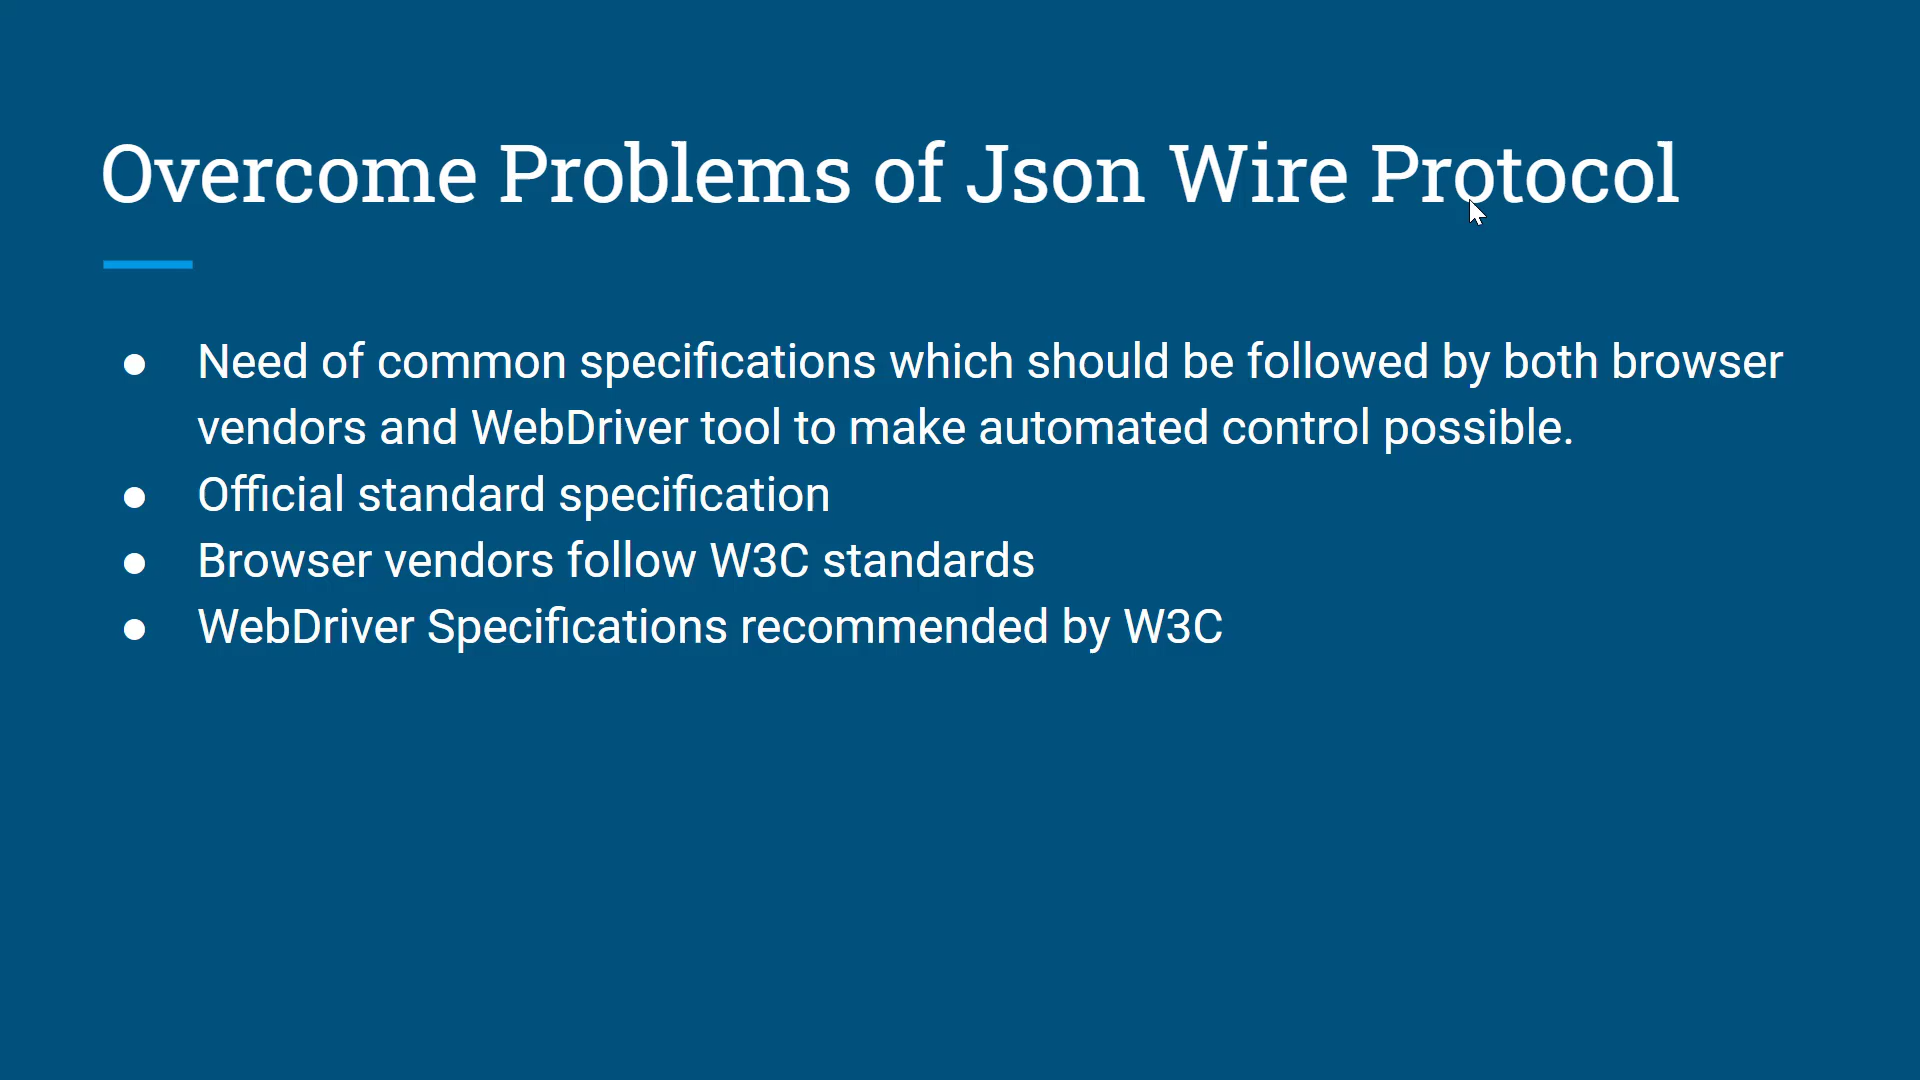 Overcome Problems of Json Wire Protocol
● Need of common specifications which should be followed by both browser
vendors and WebDriver tool to make automated control possible.
● Official standard specification
● Browser vendors follow W3C standards
● WebDriver Specifications recommended by W3C